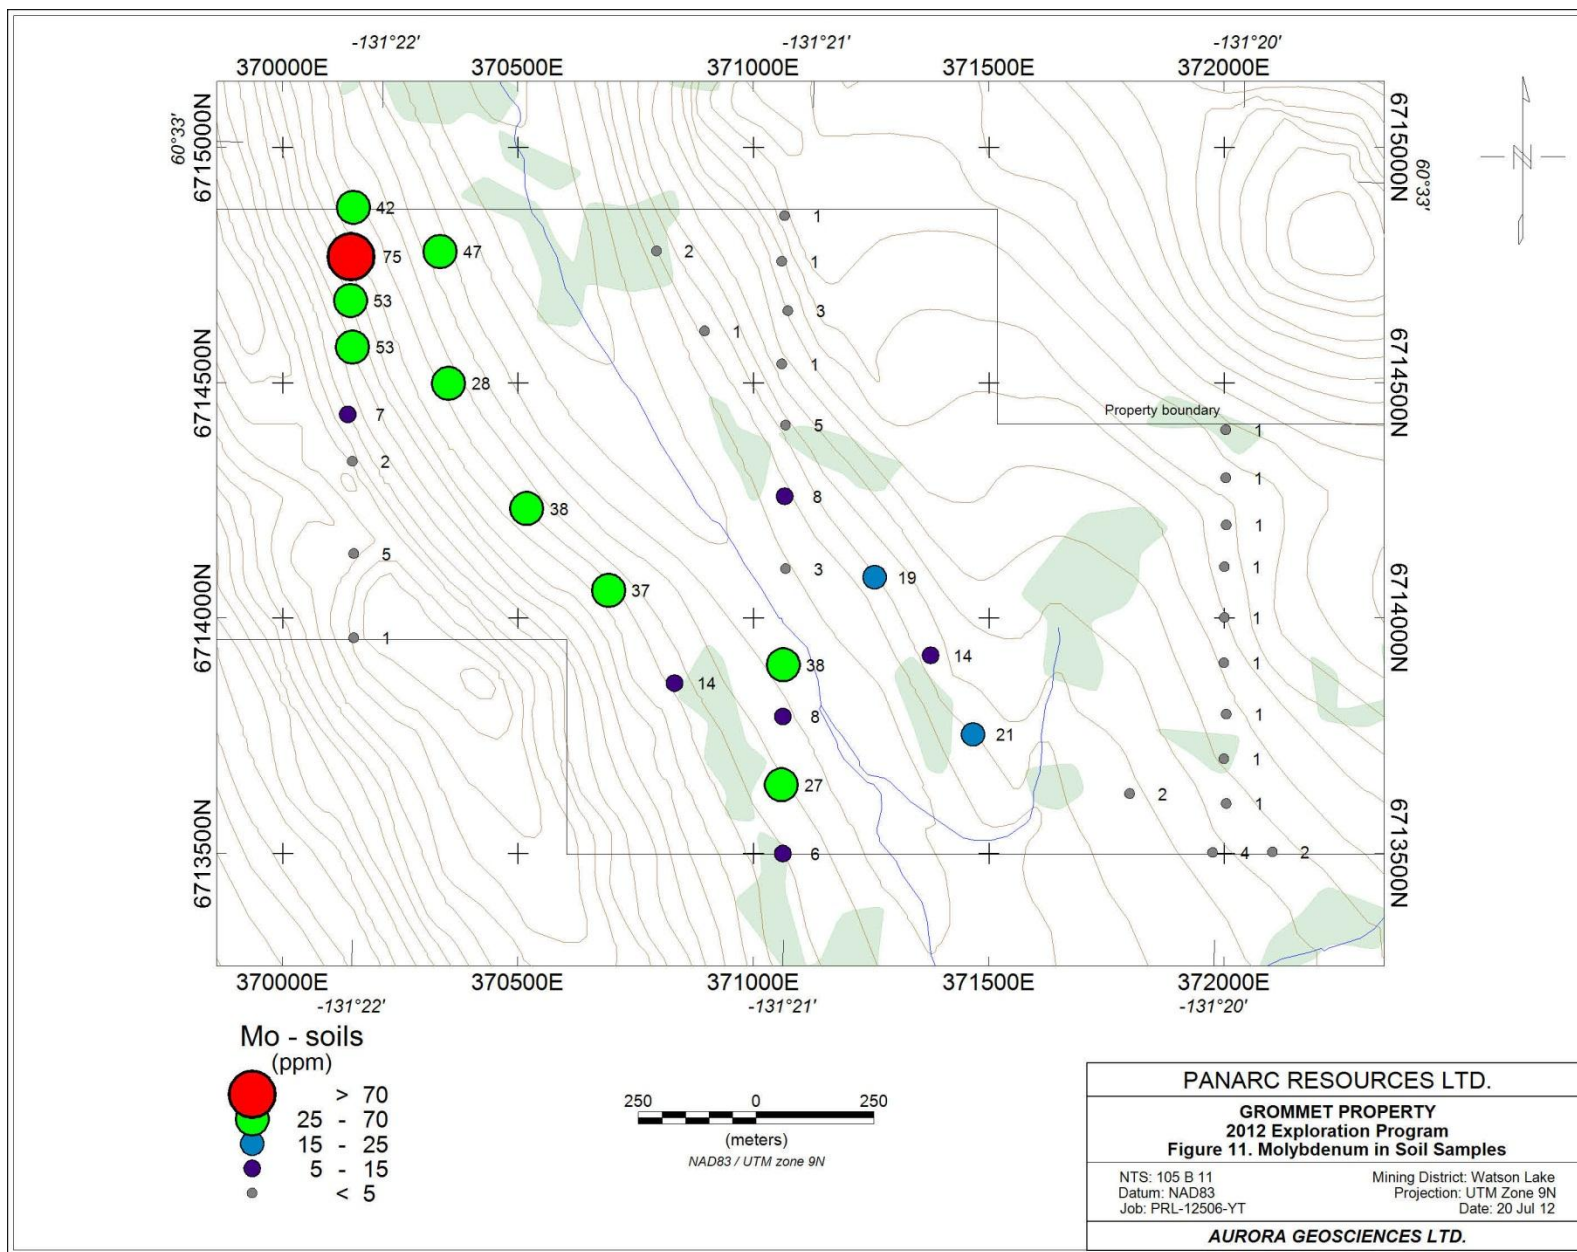 -131°22'
-131°21'
-131°20'
370000E
370500E
371000E
371500E
372000E
60°33'
6715000N
6715000N
60°33'
42
1
75
47
2
1
53
3
53
1
1
28
6714500N
6714500N
Property boundary
7
5
1
2
1
8
38
1
5
3
19
1
37
6714000N
6714000N
1
1
14
38
1
14
8
1
21
1
27
2
1
6713500N
6713500N
6
4
2
370000E
370500E
371000E
371500E
372000E
-131°22'
-131°21'
-131°20'
Mo - soils
(ppm)
> 70
25 - 70
15 - 25
5 - 15
< 5
250 0 250
(meters)
NAD83 / UTM zone 9N
N
PANARC RESOURCES LTD.
GROMMET PROPERTY
2012 Exploration Program
Figure 11. Molybdenum in Soil Samples
NTS: 105 B 11 Mining District: Watson Lake
Datum: NAD83 Projection: UTM Zone 9N
Job: PRL-12506-YT Date: 20 Jul 12
AURORA GEOSCIENCES LTD.